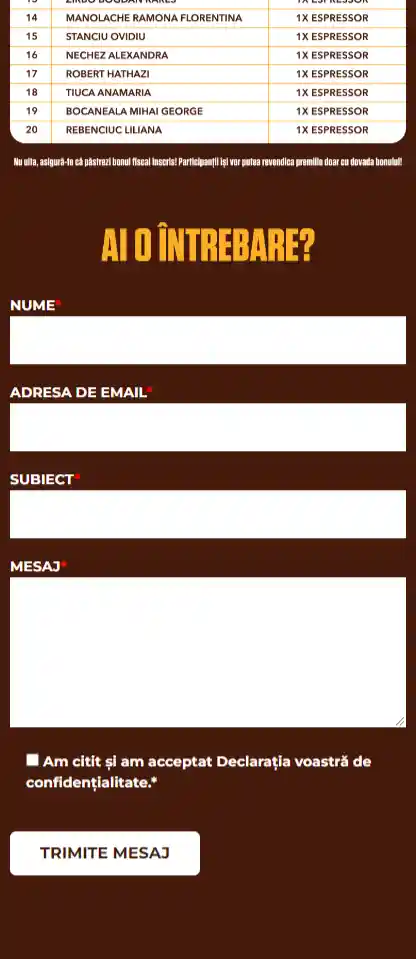 13 ZIRBO BOGDAN RARES 1X ESPRESSOR
14 MANOLACHE RAMONA FLORENTINA 1X ESPRESSOR
15 STANCIU OVIDIU 1X ESPRESSOR
16 NECHEZ ALEXANDRA 1X ESPRESSOR
17 ROBERT HATHAZI 1X ESPRESSOR
18 TIUCA ANAMARIA 1X ESPRESSOR
19 BOCANEALA MIHAI GEORGE 1X ESPRESSOR
20 REBENCIUC LILIANA 1X ESPRESSOR
Nu uita, asigură-te că păstrezi bonul fiscal înscris! Participanții își vor putea revendica premiile doar cu dovada bonului!
AI O ÎNTREBARE?
NUME*
ADRESA DE EMAIL*
SUBIECT*
MESAJ*
Am citit și am acceptat Declarația voastră de
confidențialitate.*
TRIMITE MESAJ